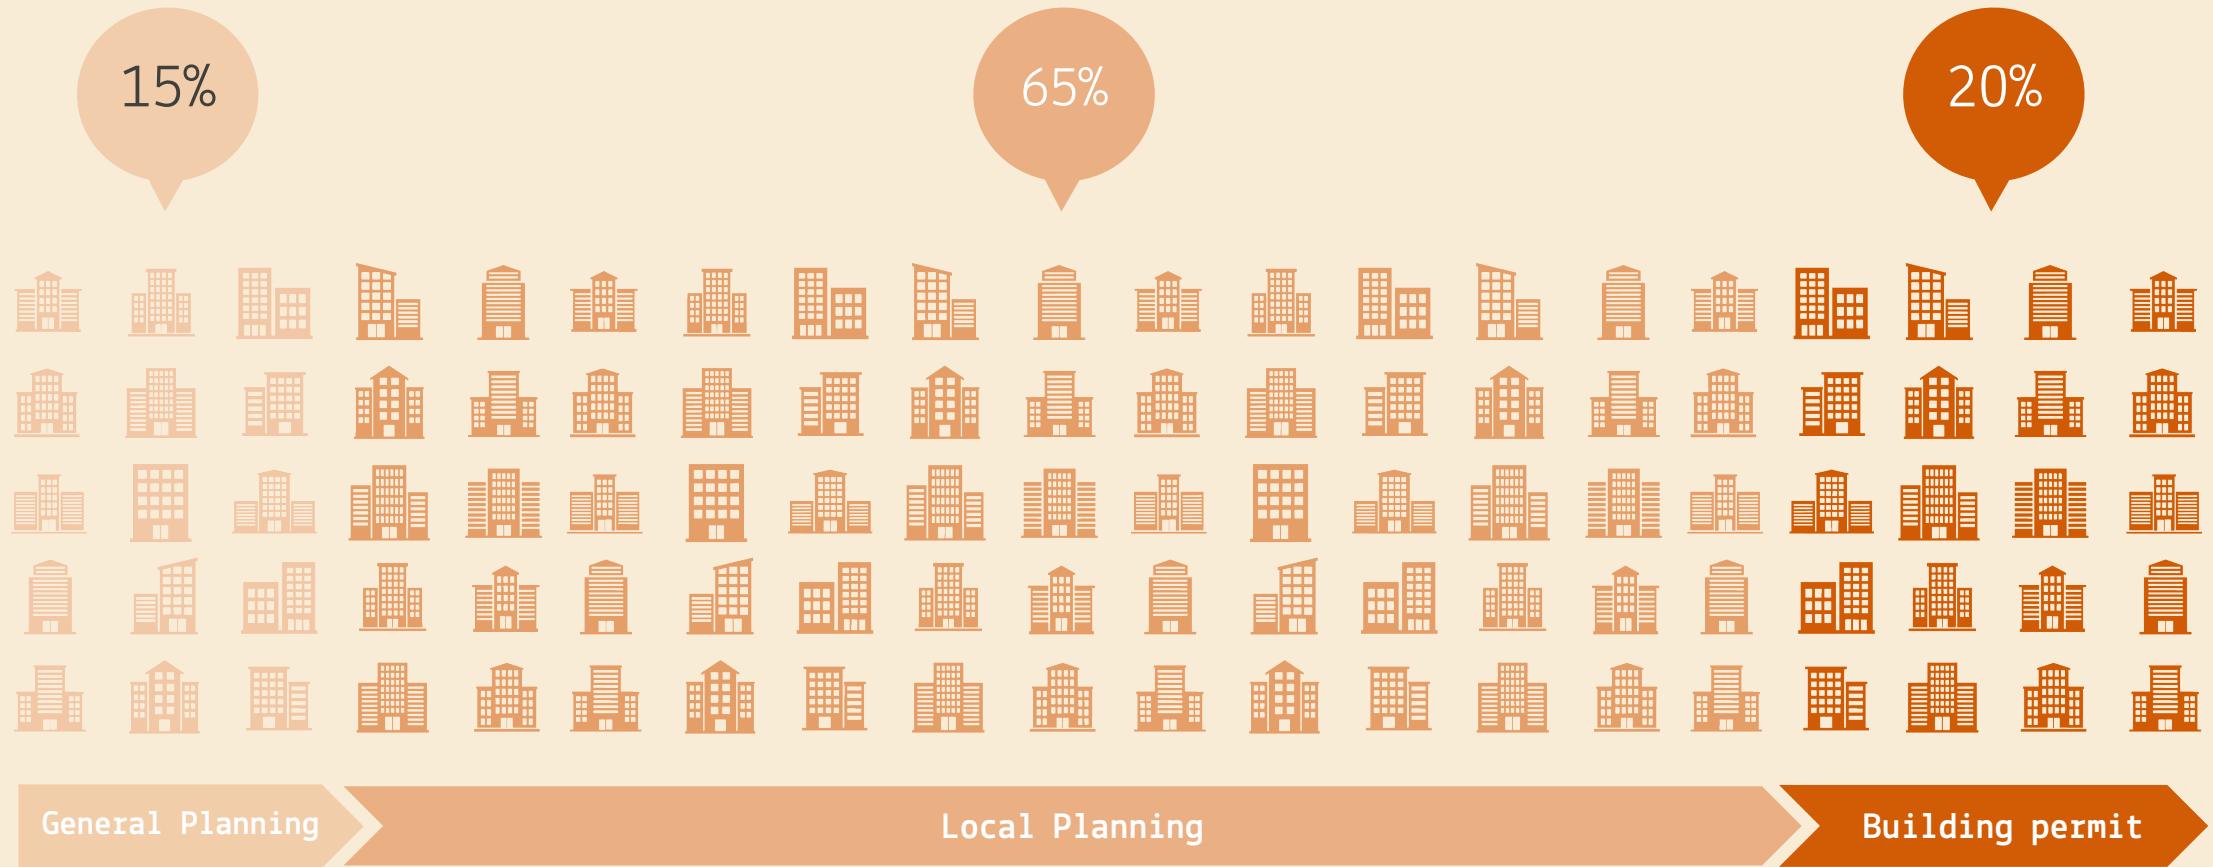 15%
65%
20%
General Planning
Local Planning
Building permit